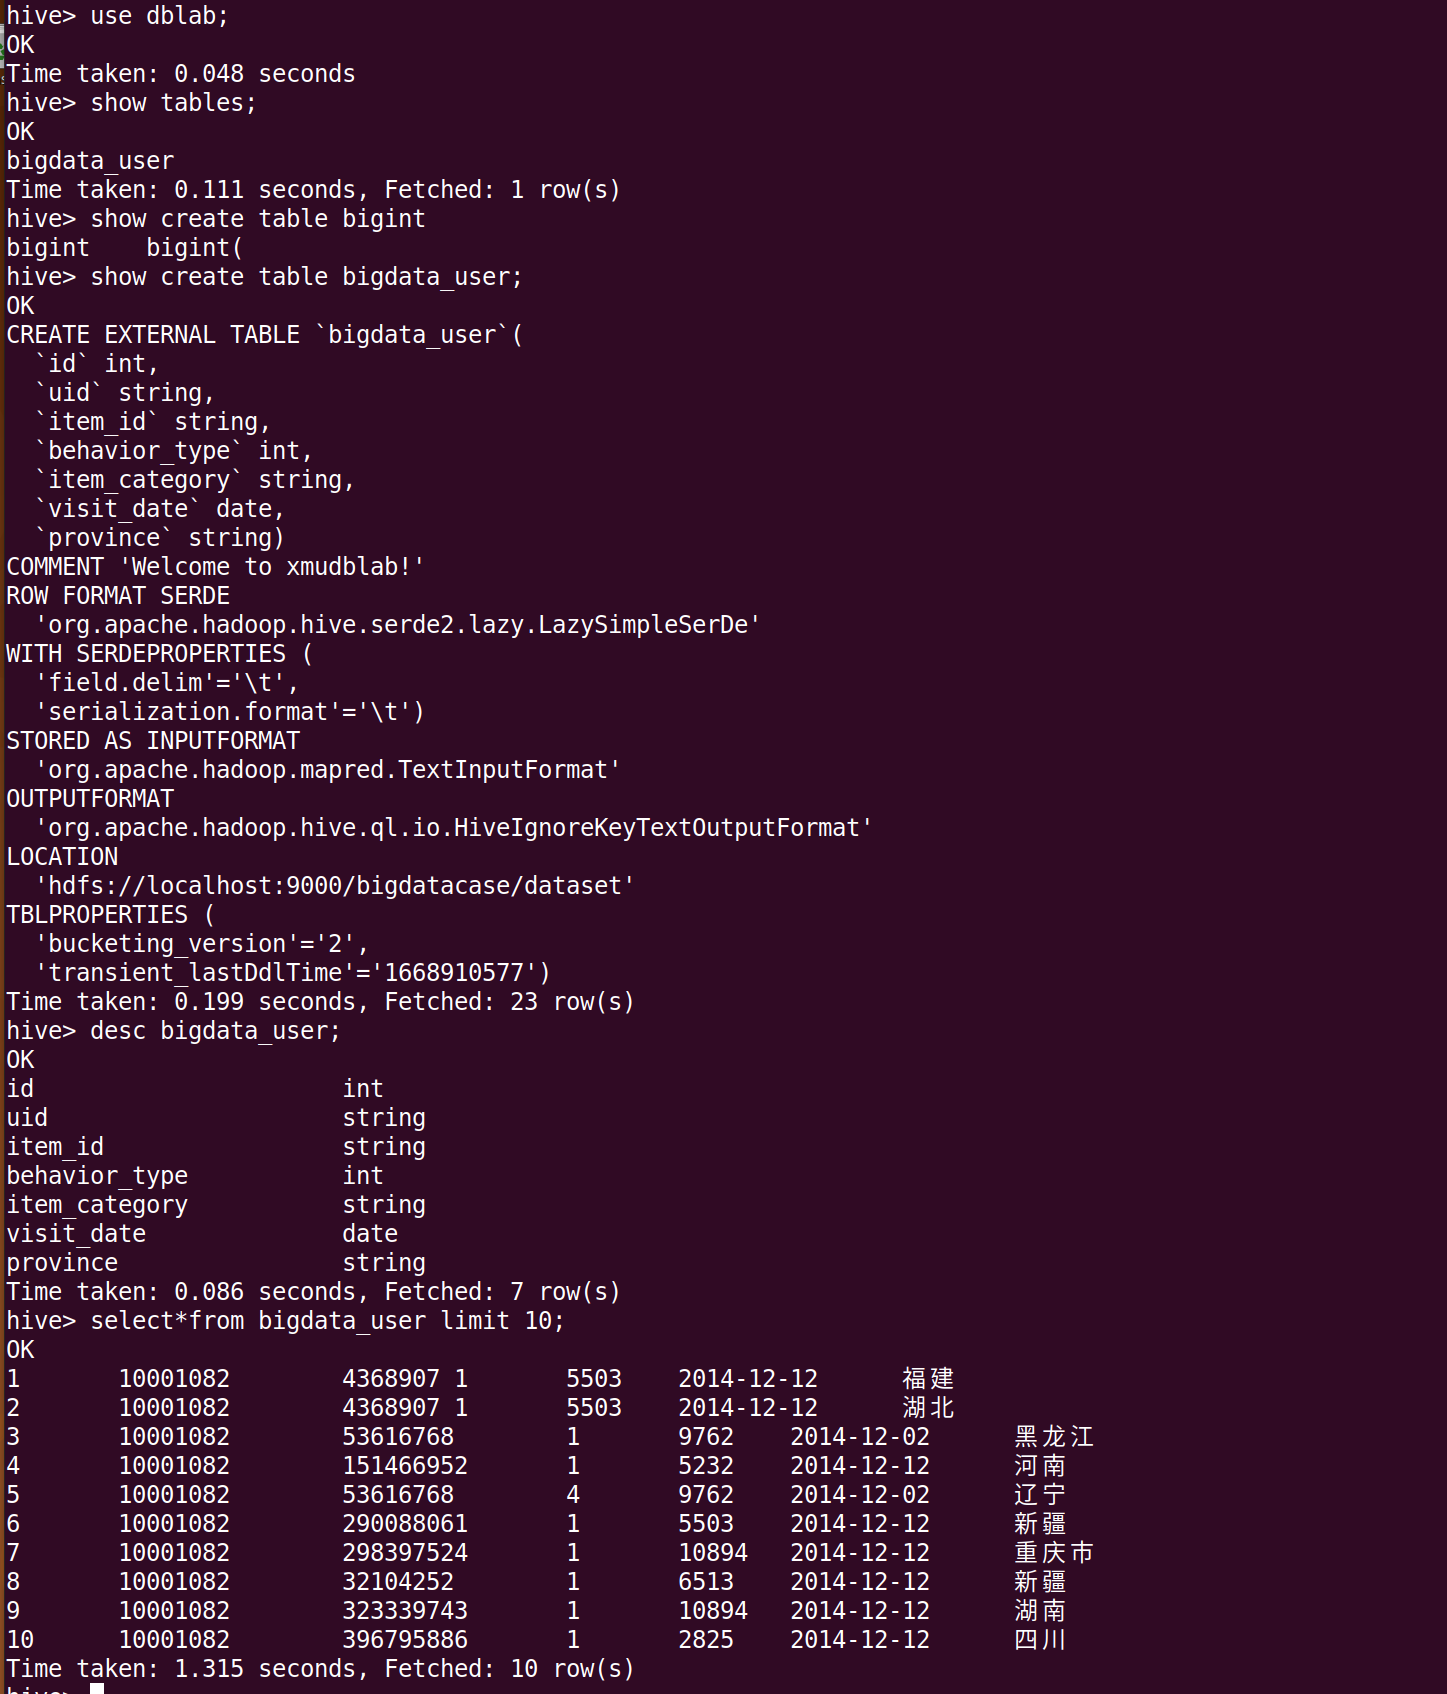 hive> use dblab;
OK
Time taken: 0.048 seconds
hive> show tables;
OK
bigdata_user
Time taken: 0.111 seconds, Fetched: 1 row(s)
hive> show create table bigint
bigint    bigint(
hive> show create table bigdata_user;
OK
CREATE EXTERNAL TABLE `bigdata_user`(
  `id` int,
  `uid` string,
  `item_id` string,
  `behavior_type` int,
  `item_category` string,
  `visit_date` date,
  `province` string)
COMMENT 'Welcome to xmudblab!'
ROW FORMAT SERDE
  'org.apache.hadoop.hive.serde2.lazy.LazySimpleSerDe'
WITH SERDEPROPERTIES (
  'field.delim'='\t',
  'serialization.format'='\t')
STORED AS INPUTFORMAT
  'org.apache.hadoop.mapred.TextInputFormat'
OUTPUTFORMAT
  'org.apache.hadoop.hive.ql.io.HiveIgnoreKeyTextOutputFormat'
LOCATION
  'hdfs://localhost:9000/bigdatacase/dataset'
TBLPROPERTIES (
  'bucketing_version'='2',
  'transient_lastDdlTime'='1668910577')
Time taken: 0.199 seconds, Fetched: 23 row(s)
hive> desc bigdata_user;
OK
id                      int
uid                     string
item_id                 string
behavior_type           int
item_category           string
visit_date              date
province                string
Time taken: 0.086 seconds, Fetched: 7 row(s)
hive> select*from bigdata_user limit 10;
OK
1       10001082        4368907 1       5503    2014-12-12      福建
2       10001082        4368907 1       5503    2014-12-12      湖北
3       10001082        53616768        1       9762    2014-12-02      黑龙江
4       10001082        151466952       1       5232    2014-12-12      河南
5       10001082        53616768        4       9762    2014-12-02      辽宁
6       10001082        290088061       1       5503    2014-12-12      新疆
7       10001082        298397524       1       10894   2014-12-12      重庆市
8       10001082        32104252        1       6513    2014-12-12      新疆
9       10001082        323339743       1       10894   2014-12-12      湖南
10      10001082        396795886       1       2825    2014-12-12      四川
Time taken: 1.315 seconds, Fetched: 10 row(s)
hive>